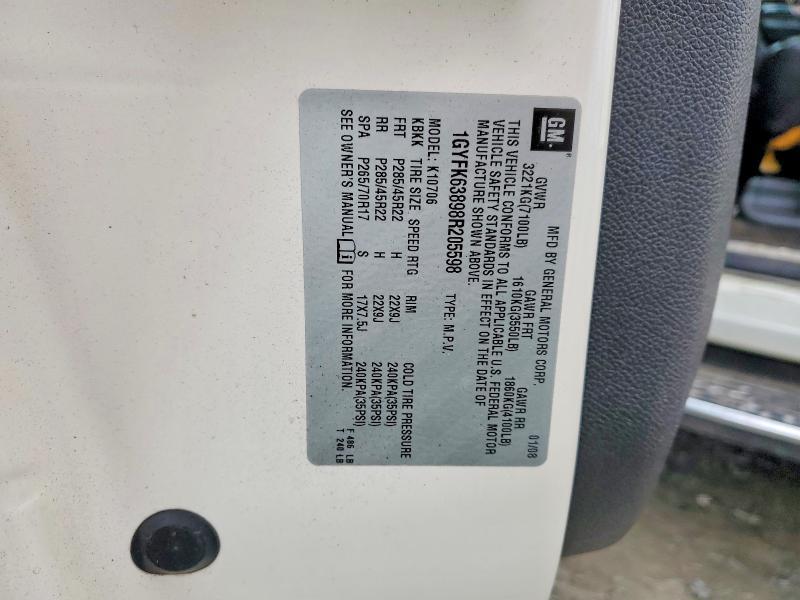 GM®
MFD BY GENERAL MOTORS CORP. 01/08
GVWR GAWR FRT GAWR RR
3221KG(7100LB) 1610KG(3550LB) 1860KG(4100LB)
THIS VEHICLE CONFORMS TO ALL APPLICABLE U.S. FEDERAL MOTOR
VEHICLE SAFETY STANDARDS IN EFFECT ON THE DATE OF
MANUFACTURE SHOWN ABOVE.
1GYFK63898R205598 TYPE: M.P.V.
MODEL: K10706
KBKK TIRE SIZE SPEED RTG RIM COLD TIRE PRESSURE
FRT P285/45R22 H 22X9J 240KPA(35PSI)
RR P285/45R22 H 22X9J 240KPA(35PSI)
SPA P265/70R17 S 17X7.5J 240KPA(35PSI)
SEE OWNER'S MANUAL i FOR MORE INFORMATION.
F 486 LB
T 240 LB